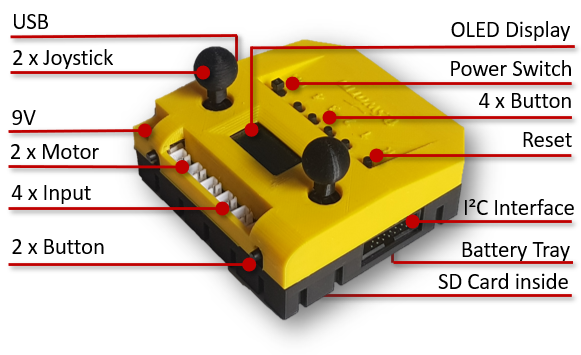 USB
2 x Joystick
9V
2 x Motor
4 x Input
2 x Button
OLED Display
Power Switch
4 x Button
Reset
I²C Interface
Battery Tray
SD Card inside